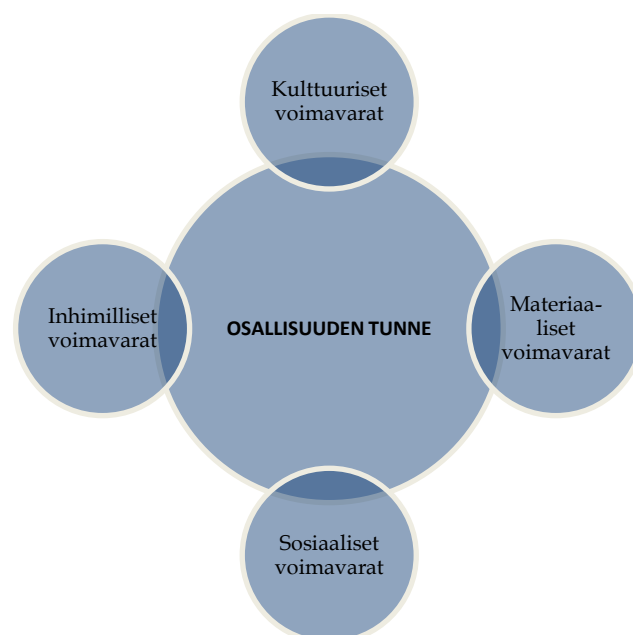 Kulttuuriset
voimavarat
Inhimilliset
voimavarat
OSALLISUUDEN TUNNE
Materiaa-
liset
voimavarat
Sosiaaliset
voimavarat